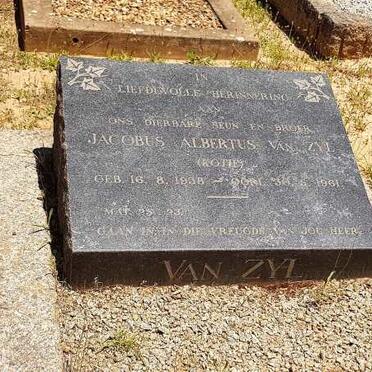 IN
LIEFDEVOLLE HERINNERING
AAN
ONS DIERBARE SEUN EN BROER
JACOBUS ALBERTUS VAN ZYL
(KOTIE)
GEB. 16. 8. 1938 – OORL. 30. 5. 1961.
MAT. 25 : 23.
GAAN IN IN DIE VREUGDE VAN JOU HEER.
VAN ZYL